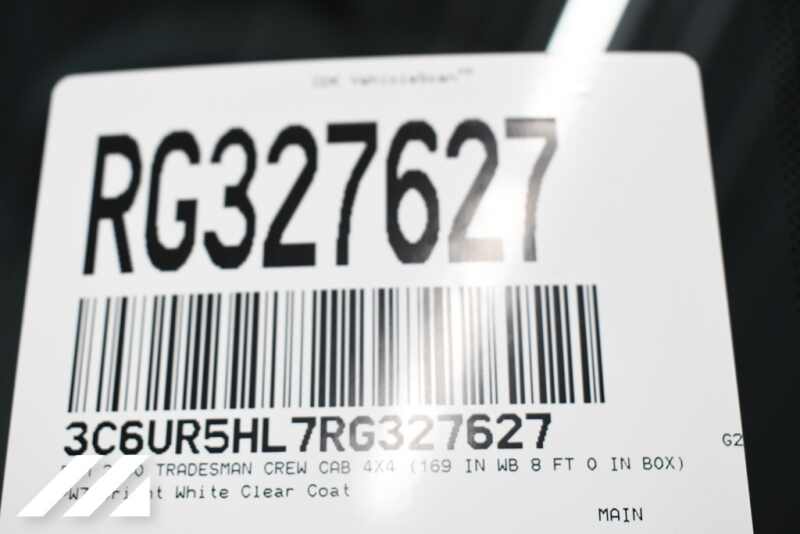 RG327627
3C6UR5HL7RG327627
G2
TRADESMAN CREW CAB 4X4 (169 IN WB 8 FT 0 IN BOX)
White Clear Coat
MAIN